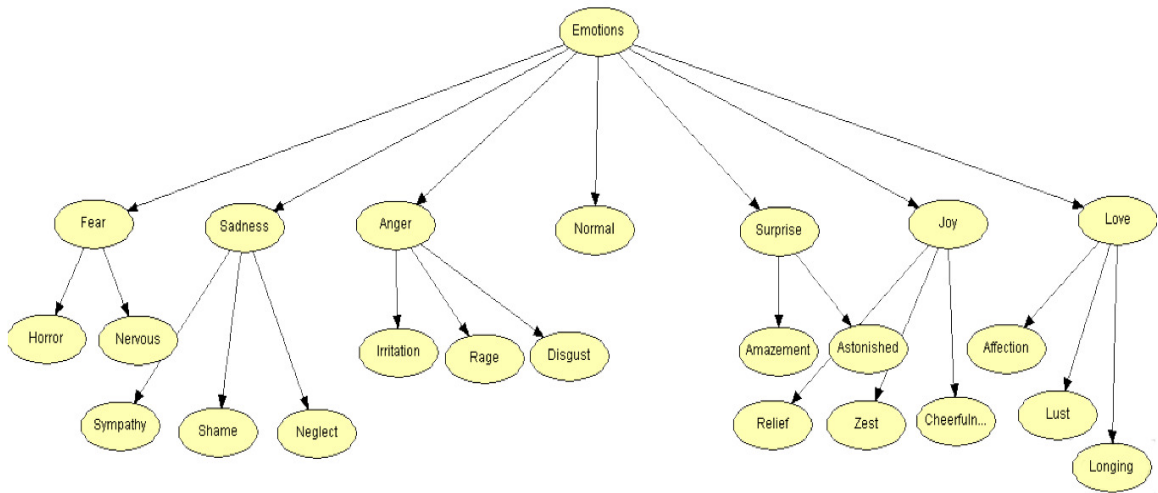 Emotions
Fear
Sadness
Anger
Normal
Surprise
Joy
Love
Horror
Nervous
Irritation
Rage
Disgust
Amazement
Astonished
Affection
Sympathy
Shame
Neglect
Relief
Zest
Cheerfuln...
Lust
Longing